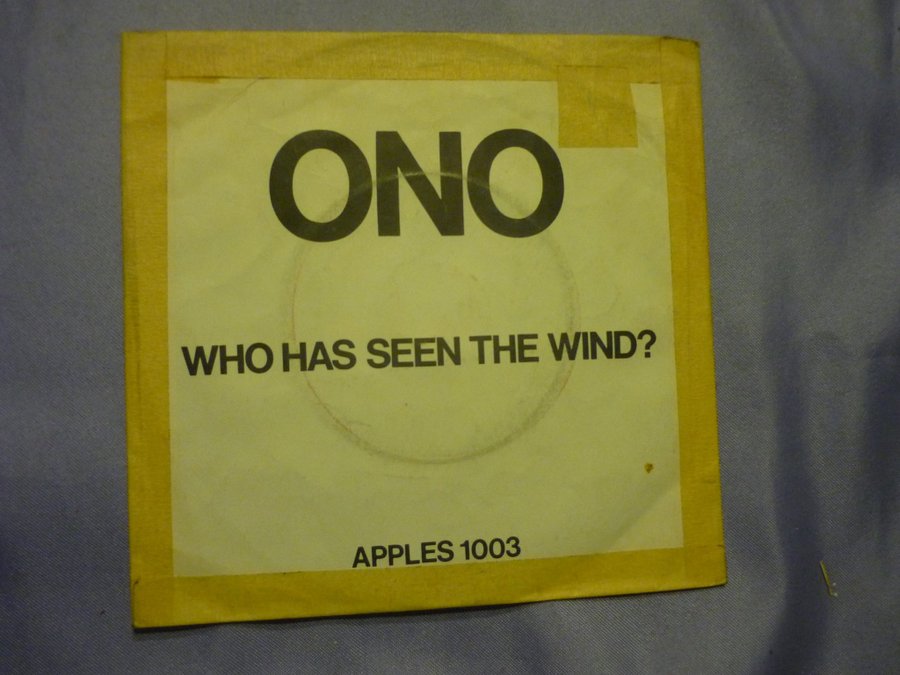 ONO
WHO HAS SEEN THE WIND?
APPLES 1003